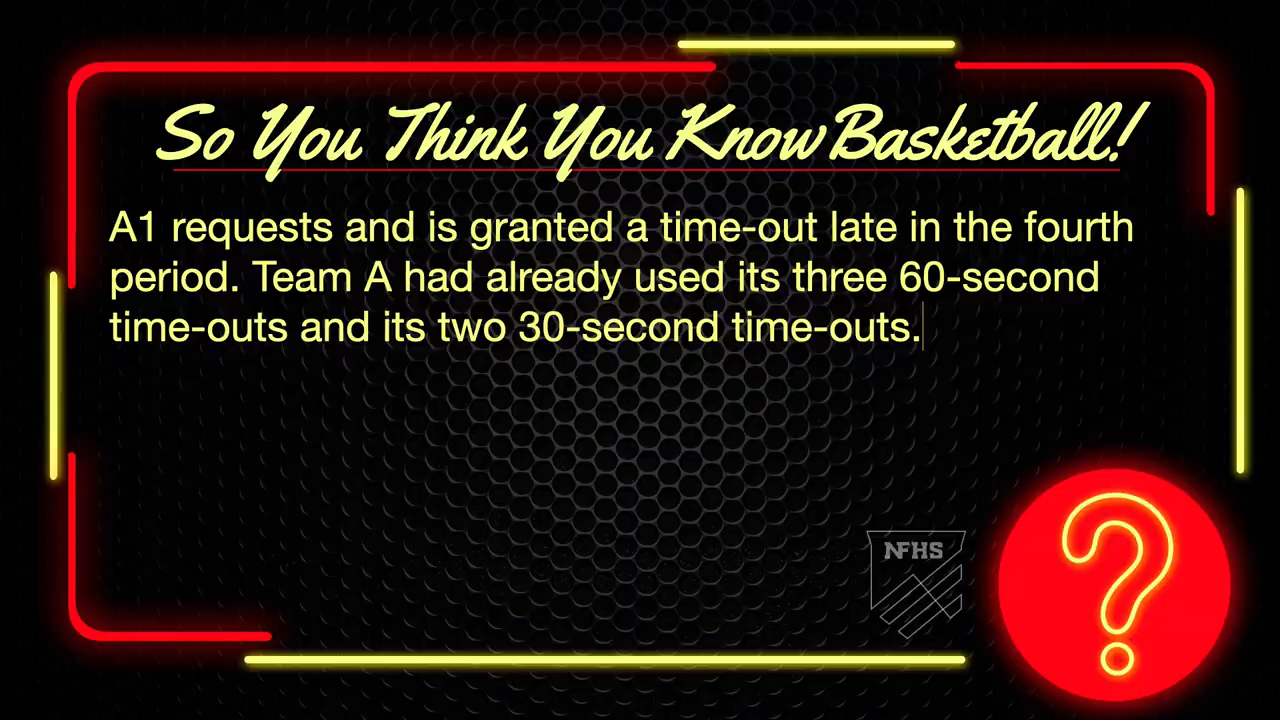 So You Think You Know Basketball!
A1 requests and is granted a time-out late in the fourth
period. Team A had already used its three 60-second
time-outs and its two 30-second time-outs.
NFHS
?